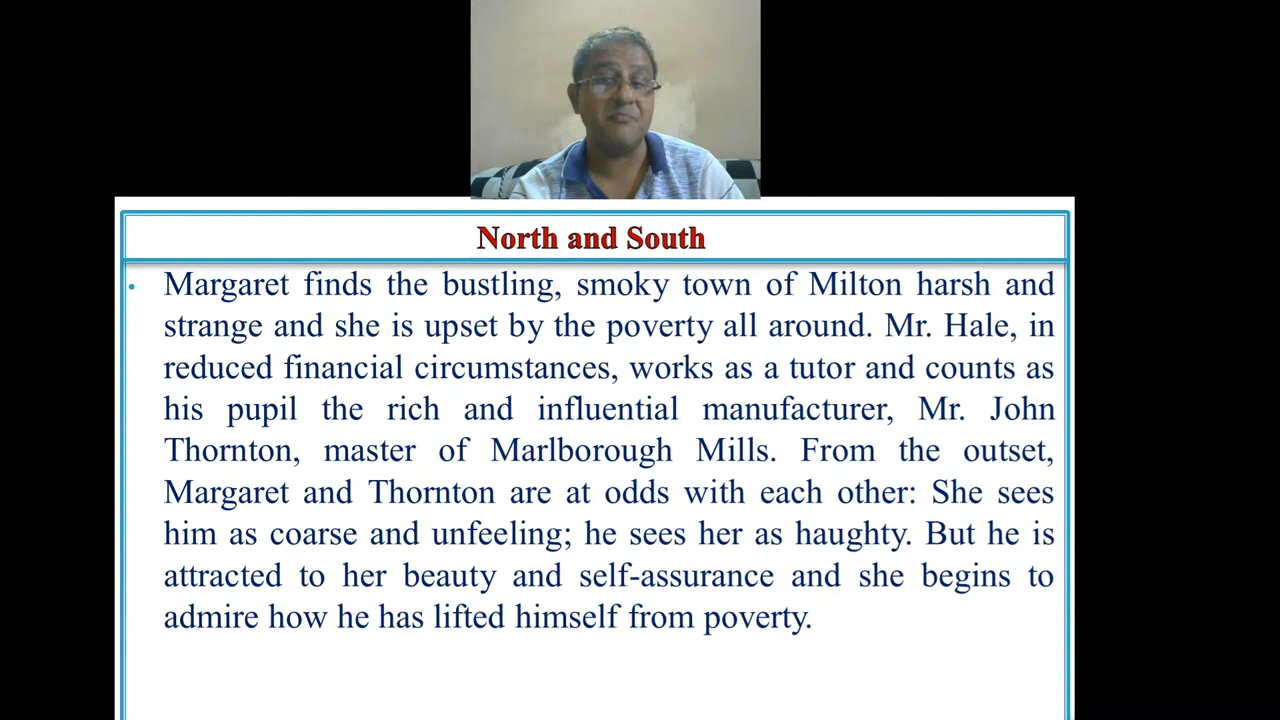 North and South
• Margaret finds the bustling, smoky town of Milton harsh and
strange and she is upset by the poverty all around. Mr. Hale, in
reduced financial circumstances, works as a tutor and counts as
his pupil the rich and influential manufacturer, Mr. John
Thornton, master of Marlborough Mills. From the outset,
Margaret and Thornton are at odds with each other: She sees
him as coarse and unfeeling; he sees her as haughty. But he is
attracted to her beauty and self-assurance and she begins to
admire how he has lifted himself from poverty.